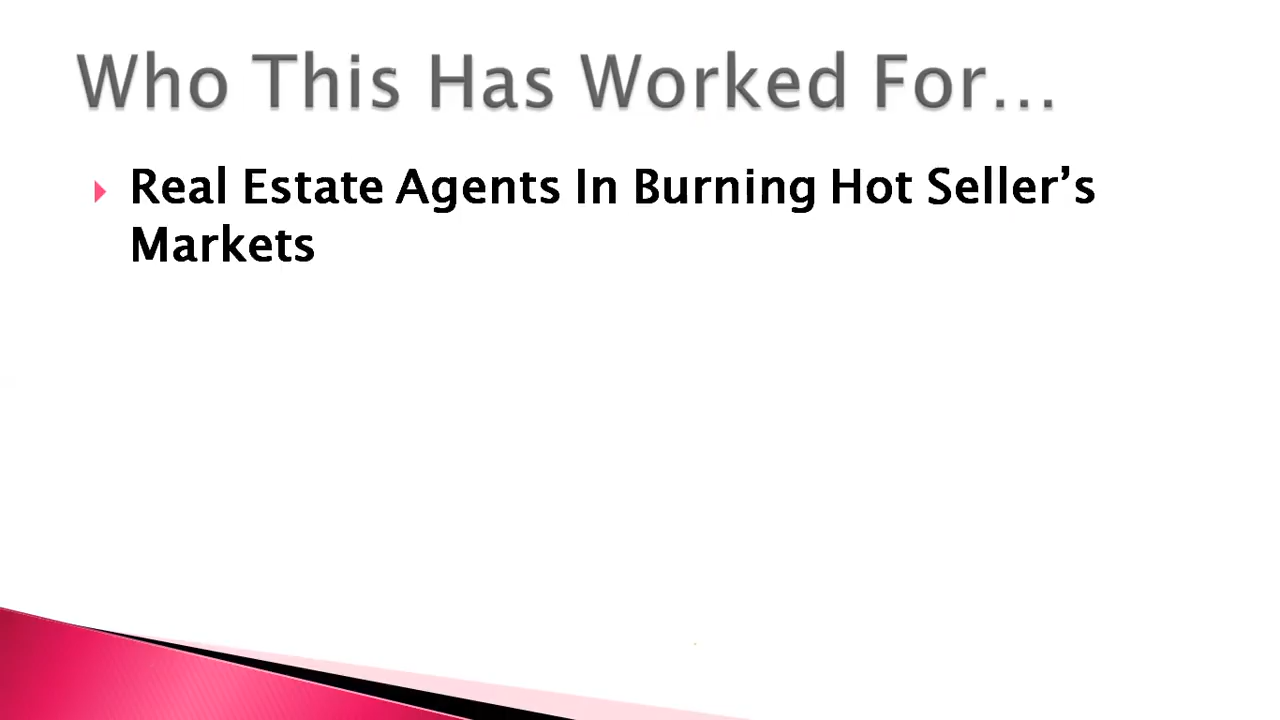 Who This Has Worked For...
Real Estate Agents In Burning Hot Seller’s
Markets